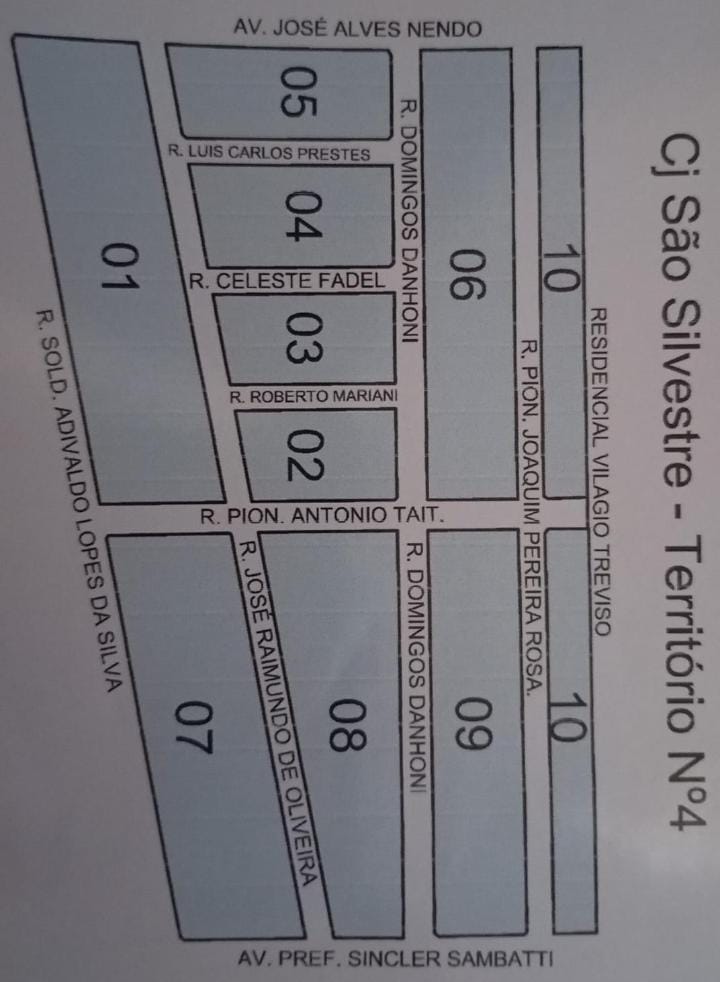 Cj São Silvestre - Território Nº4
AV. JOSÉ ALVES NENDO
05
R. LUIS CARLOS PRESTES
04
R. CELESTE FADEL
03
R. ROBERTO MARIANI
02
R. PION. ANTONIO TAIT.
01
R. SOLD. ADIVALDO LOPES DA SILVA
R. DOMINGOS DANHONI
06
10
R. PION. JOAQUIM PEREIRA ROSA.
RESIDENCIAL VILAGIO TREVISO
07
R. JOSÉ RAIMUNDO DE OLIVEIRA
08
R. DOMINGOS DANHONI
09
10
AV. PREF. SINCLER SAMBATTI